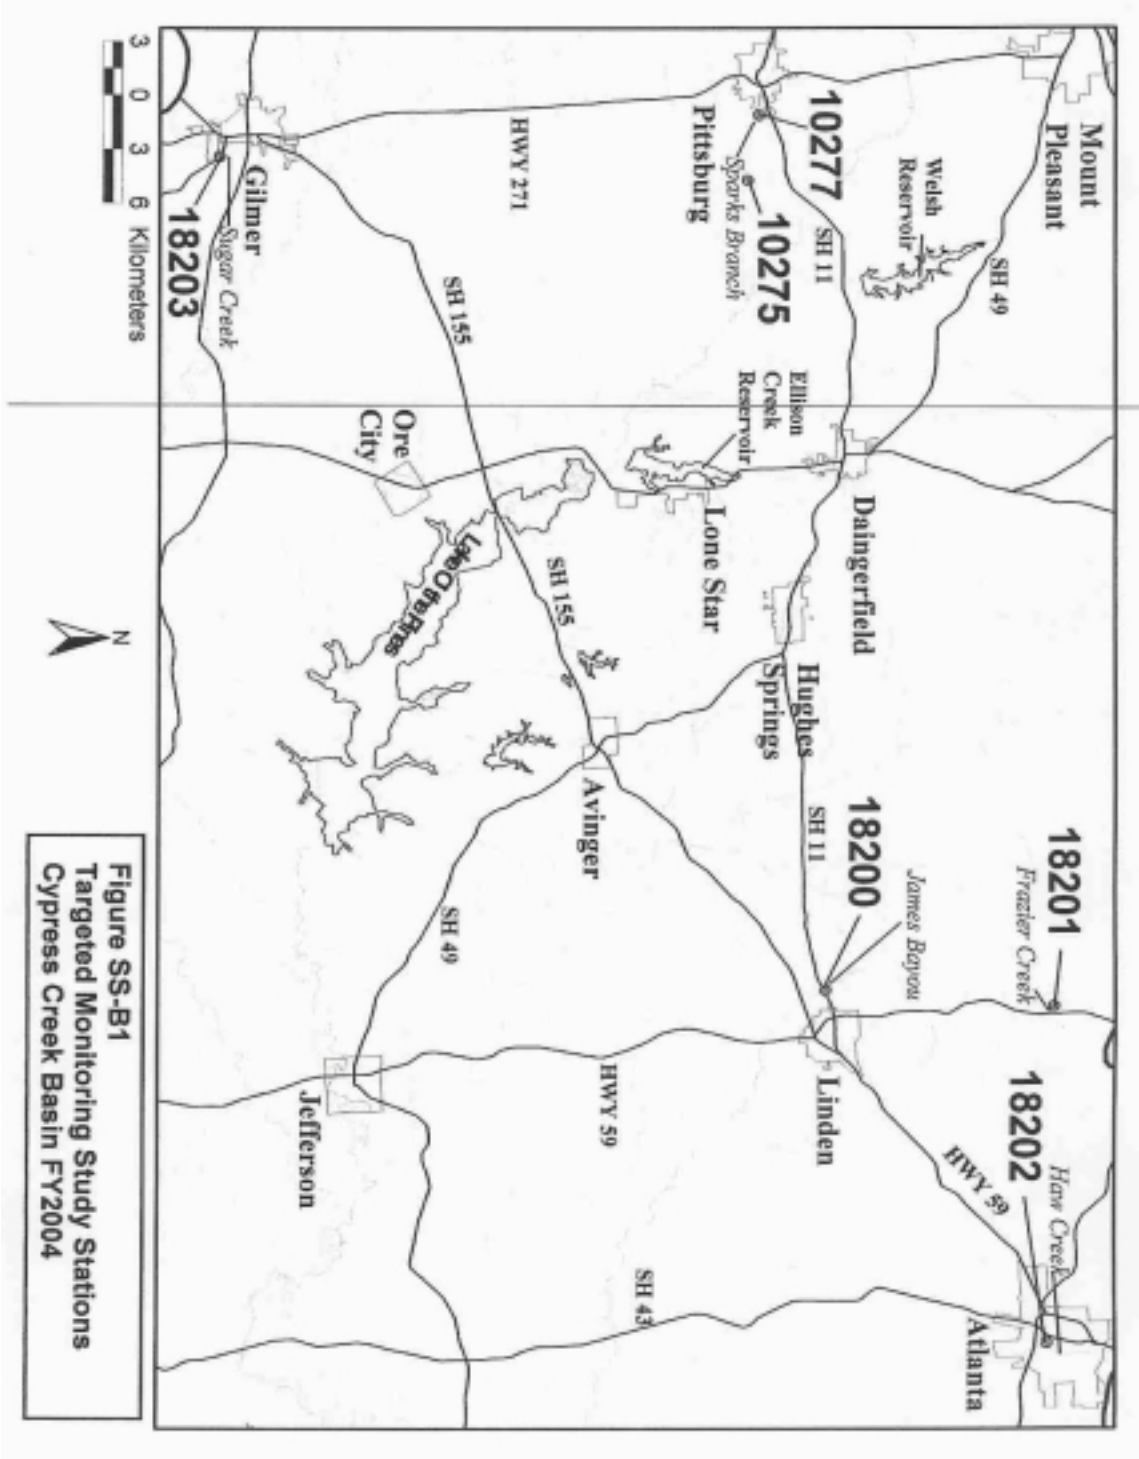 Mount
Pleasant
10277
Pittsburg
Sparks Branch
10275
Welsh
Reservoir
SH 11
SH 49
HWY 271
Gilmer
Sugar Creek
18203
SH 155
Ellison
Creek
Reservoir
Daingerfield
Lone Star
Ore
City
Lake O the Pines
SH 155
Hughes
Springs
Avinger
SH 11
18200
James Bayou
18201
Frazier Creek
SH 49
Linden
HWY 59
Jefferson
18202
Haw Creek
HWY 59
SH 43
Atlanta
3 0 3 6 Kilometers
N
Figure SS-B1
Targeted Monitoring Study Stations
Cypress Creek Basin FY2004